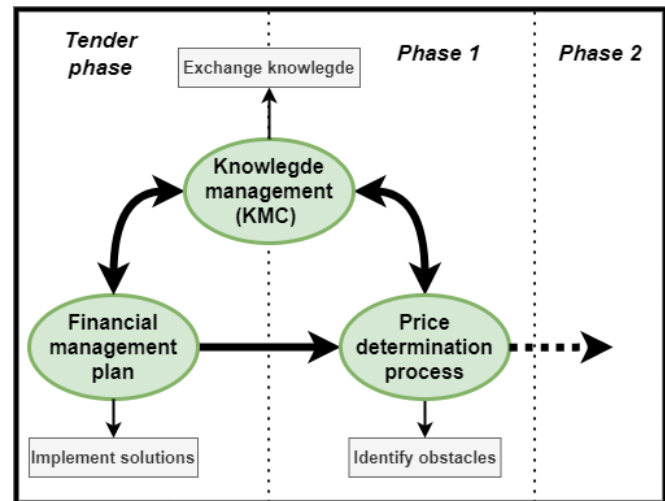 Tender
phase
Exchange knowlegde
Phase 1
Phase 2
Knowlegde
management
(KMC)
Financial
management
plan
Price
determination
process
Implement solutions
Identify obstacles